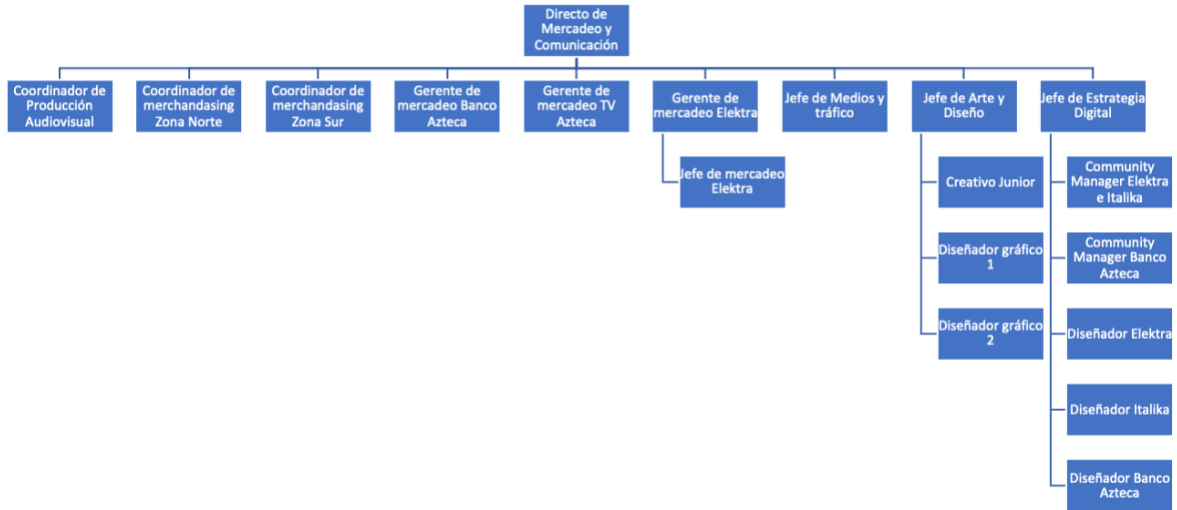 Directo de
Mercadeo y
Comunicación
Coordinador de
Producción
Audiovisual
Coordinador de
merchandasing
Zona Norte
Coordinador de
merchandasing
Zona Sur
Gerente de
mercadeo Banco
Azteca
Gerente de
mercadeo TV
Azteca
Gerente de
mercadeo Elektra
Jefe de Medios y
tráfico
Jefe de Arte y
Diseño
Jefe de Estrategia
Digital
Jefe de mercadeo
Elektra
Creativo Junior
Diseñador gráfico
1
Diseñador gráfico
2
Community
Manager Elektra
e Italika
Community
Manager Banco
Azteca
Diseñador Elektra
Diseñador Italika
Diseñador Banco
Azteca